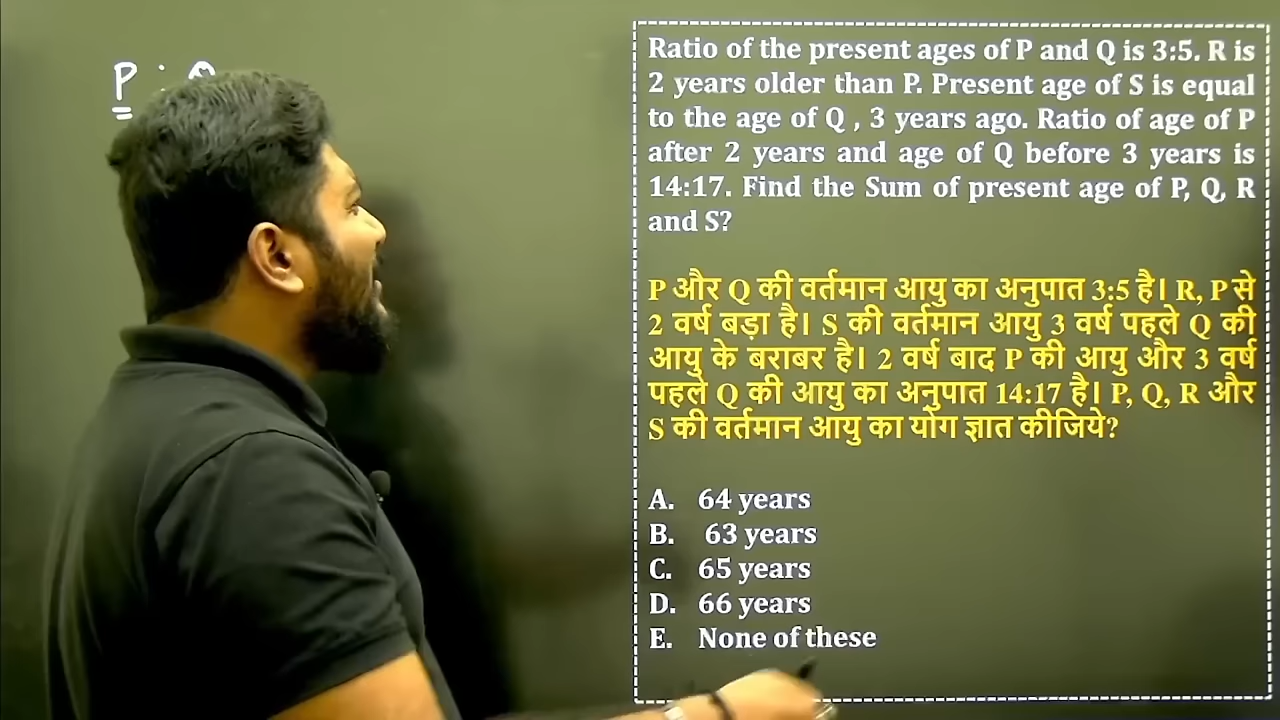 P :
Ratio of the present ages of P and Q is 3:5. R is
2 years older than P. Present age of S is equal
to the age of Q , 3 years ago. Ratio of age of P
after 2 years and age of Q before 3 years is
14:17. Find the Sum of present age of P, Q, R
and S?
P और Q की वर्तमान आयु का अनुपात 3:5 है। R, P से
2 वर्ष बड़ा है। S की वर्तमान आयु 3 वर्ष पहले Q की
आयु के बराबर है। 2 वर्ष बाद P की आयु और 3 वर्ष
पहले Q की आयु का अनुपात 14:17 है। P, Q, R और
S की वर्तमान आयु का योग ज्ञात कीजिये?
A. 64 years
B. 63 years
C. 65 years
D. 66 years
E. None of these